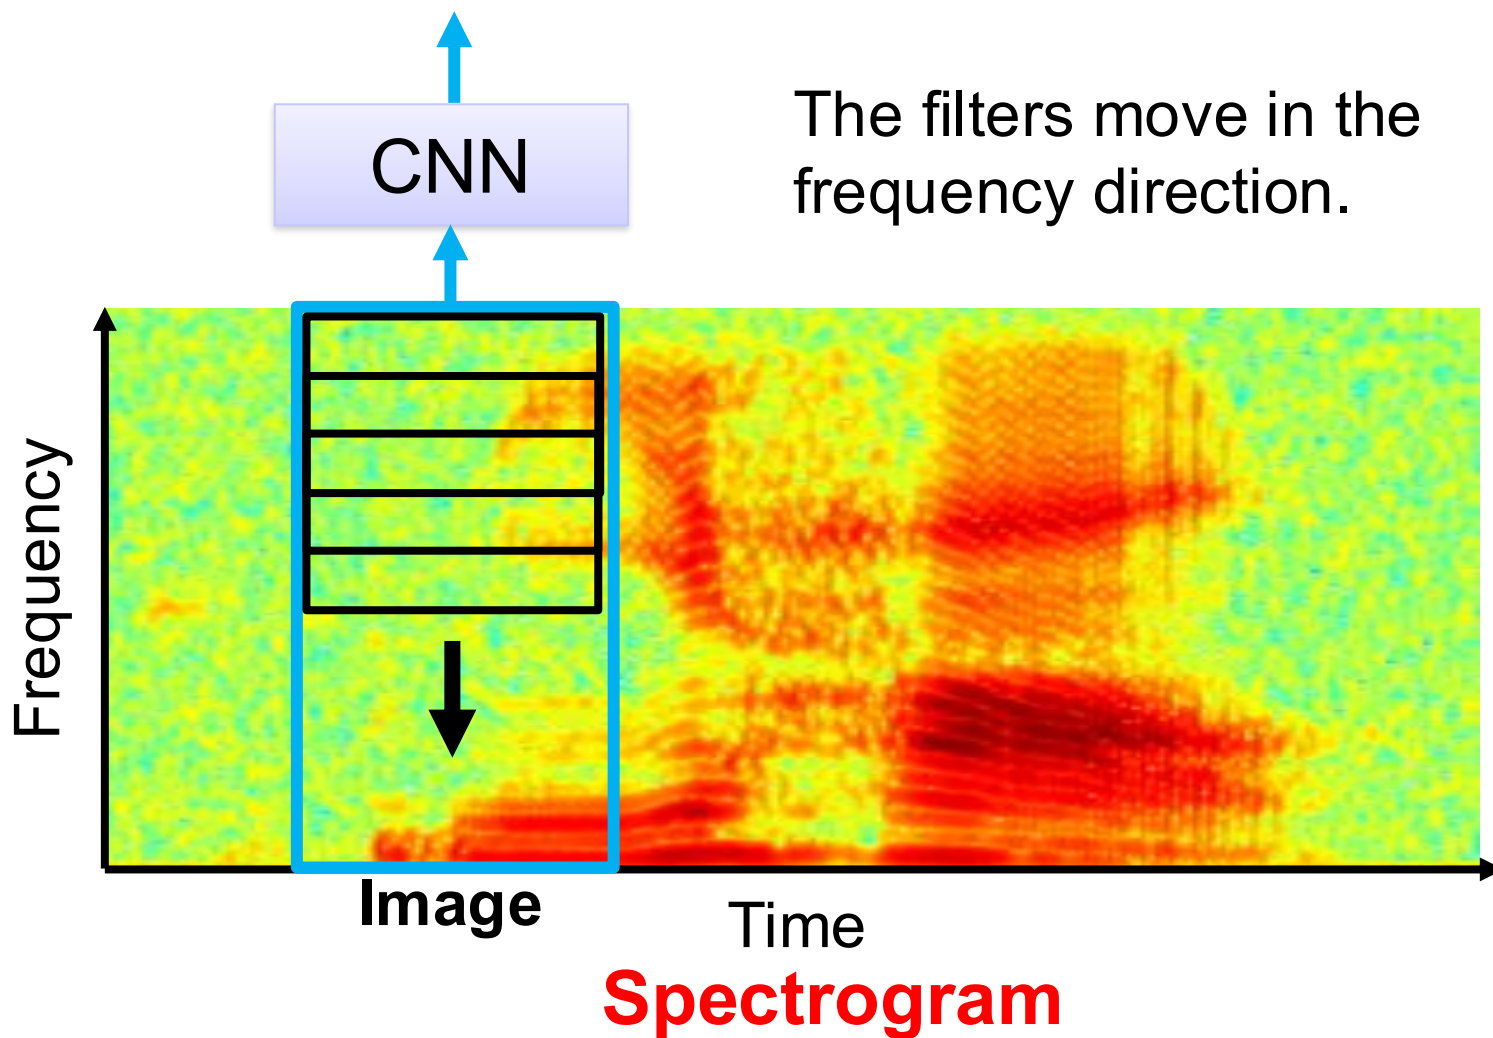 CNN
The filters move in the
frequency direction.
Frequency
Image
Time
Spectrogram